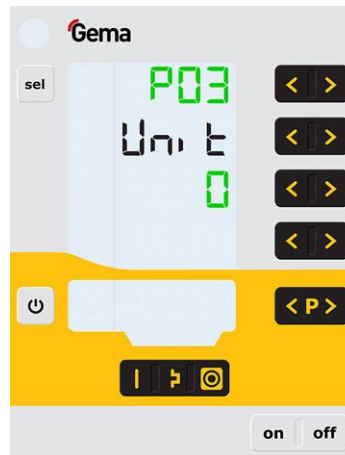 Gema
sel
P03
< >
Unit
< >
0
< >
< >
< P >
on off